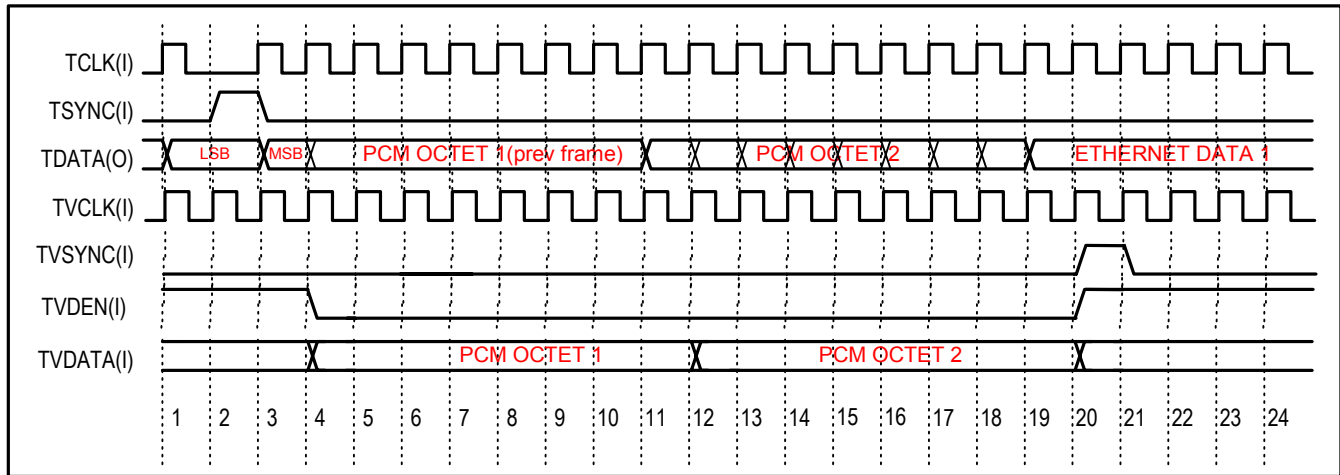 TCLK(I)
TSYNC(I)
TDATA(O) LSB MSB PCM OCTET 1(prev frame) PCM OCTET 2 ETHERNET DATA 1
TVCLK(I)
TVSYNC(I)
TVDEN(I)
TVDATA(I) PCM OCTET 1 PCM OCTET 2
1 2 3 4 5 6 7 8 9 10 11 12 13 14 15 16 17 18 19 20 21 22 23 24